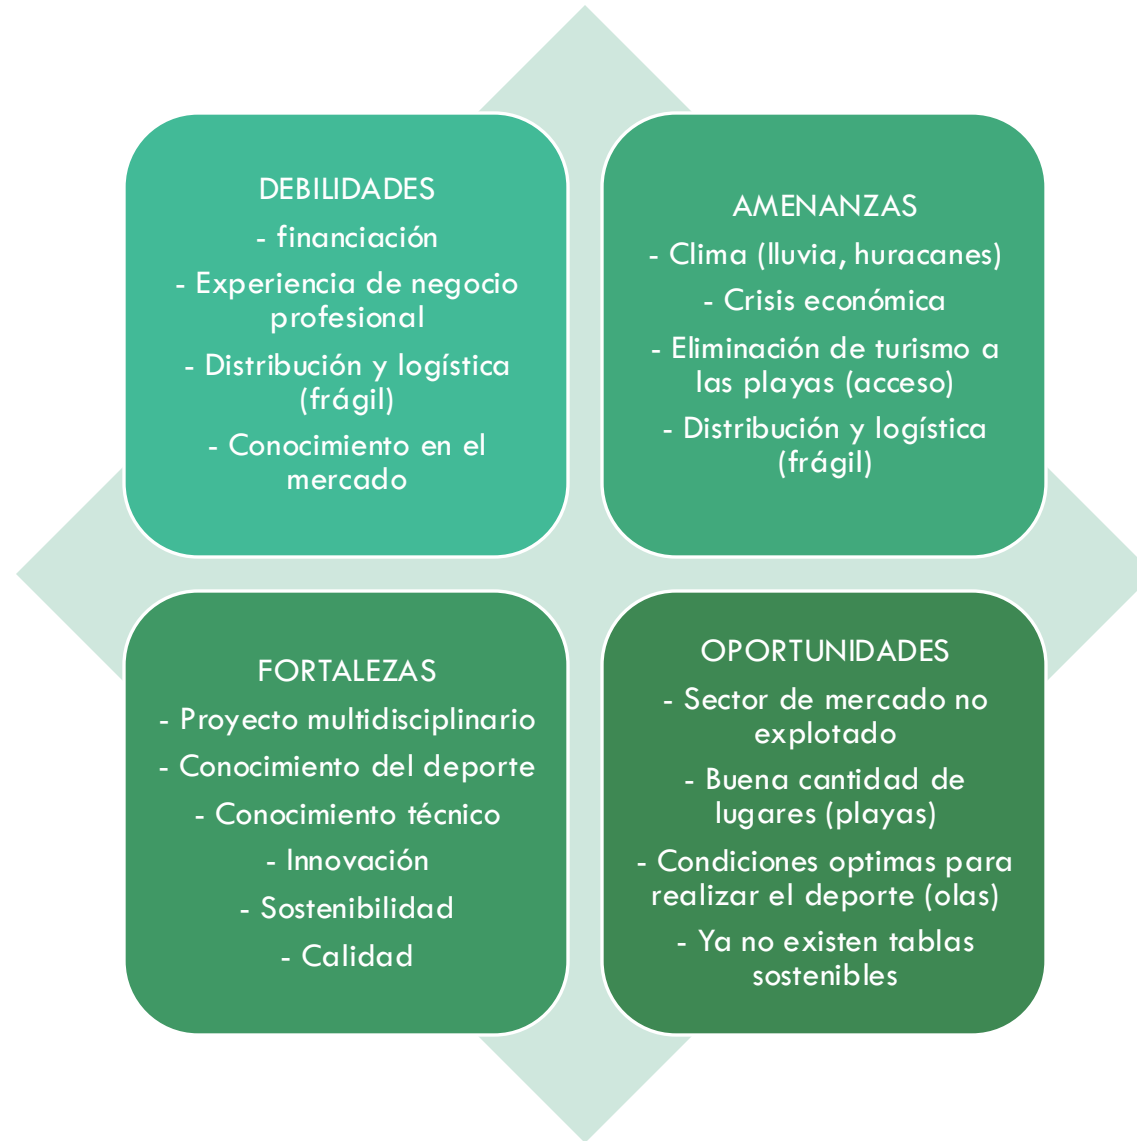 DEBILIDADES
- financiación
- Experiencia de negocio
profesional
- Distribución y logística
(frágil)
- Conocimiento en el
mercado
AMENANZAS
- Clima (lluvia, huracanes)
- Crisis económica
- Eliminación de turismo a
las playas (acceso)
- Distribución y logística
(frágil)
FORTALEZAS
- Proyecto multidisciplinario
- Conocimiento del deporte
- Conocimiento técnico
- Innovación
- Sostenibilidad
- Calidad
OPORTUNIDADES
- Sector de mercado no
explotado
- Buena cantidad de
lugares (playas)
- Condiciones optimas para
realizar el deporte (olas)
- Ya no existen tablas
sostenibles